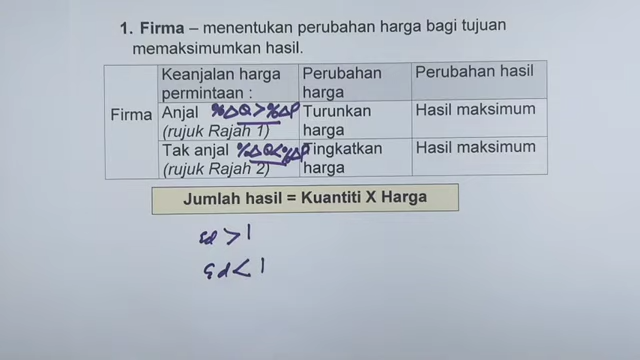 1. Firma – menentukan perubahan harga bagi tujuan
memaksimumkan hasil.
Firma
Keanjalan harga
permintaan :
Perubahan
harga
Perubahan hasil
Anjal %ΔQ>%ΔP
(rujuk Rajah 1)
Turunkan
harga
Hasil maksimum
Tak anjal %ΔQ<%ΔP
(rujuk Rajah 2)
Tingkatkan
harga
Hasil maksimum
Jumlah hasil = Kuantiti X Harga
εd > 1
εd < 1